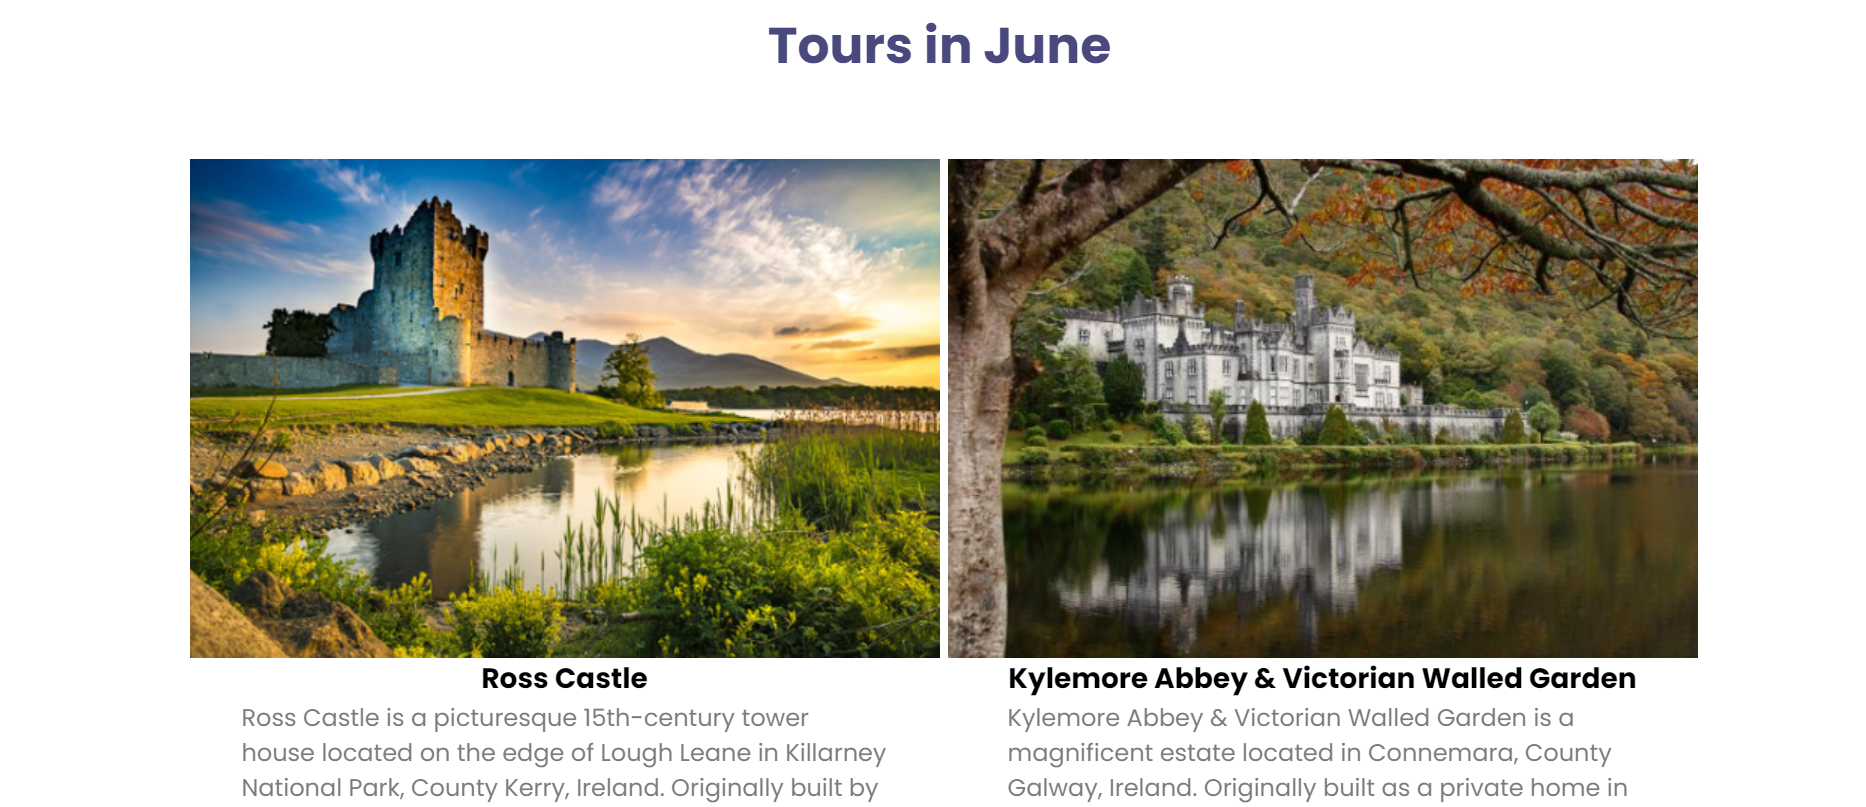 Tours in June
Ross Castle
Ross Castle is a picturesque 15th-century tower
house located on the edge of Lough Leane in Killarney
National Park, County Kerry, Ireland. Originally built by
Kylemore Abbey & Victorian Walled Garden
Kylemore Abbey & Victorian Walled Garden is a
magnificent estate located in Connemara, County
Galway, Ireland. Originally built as a private home in